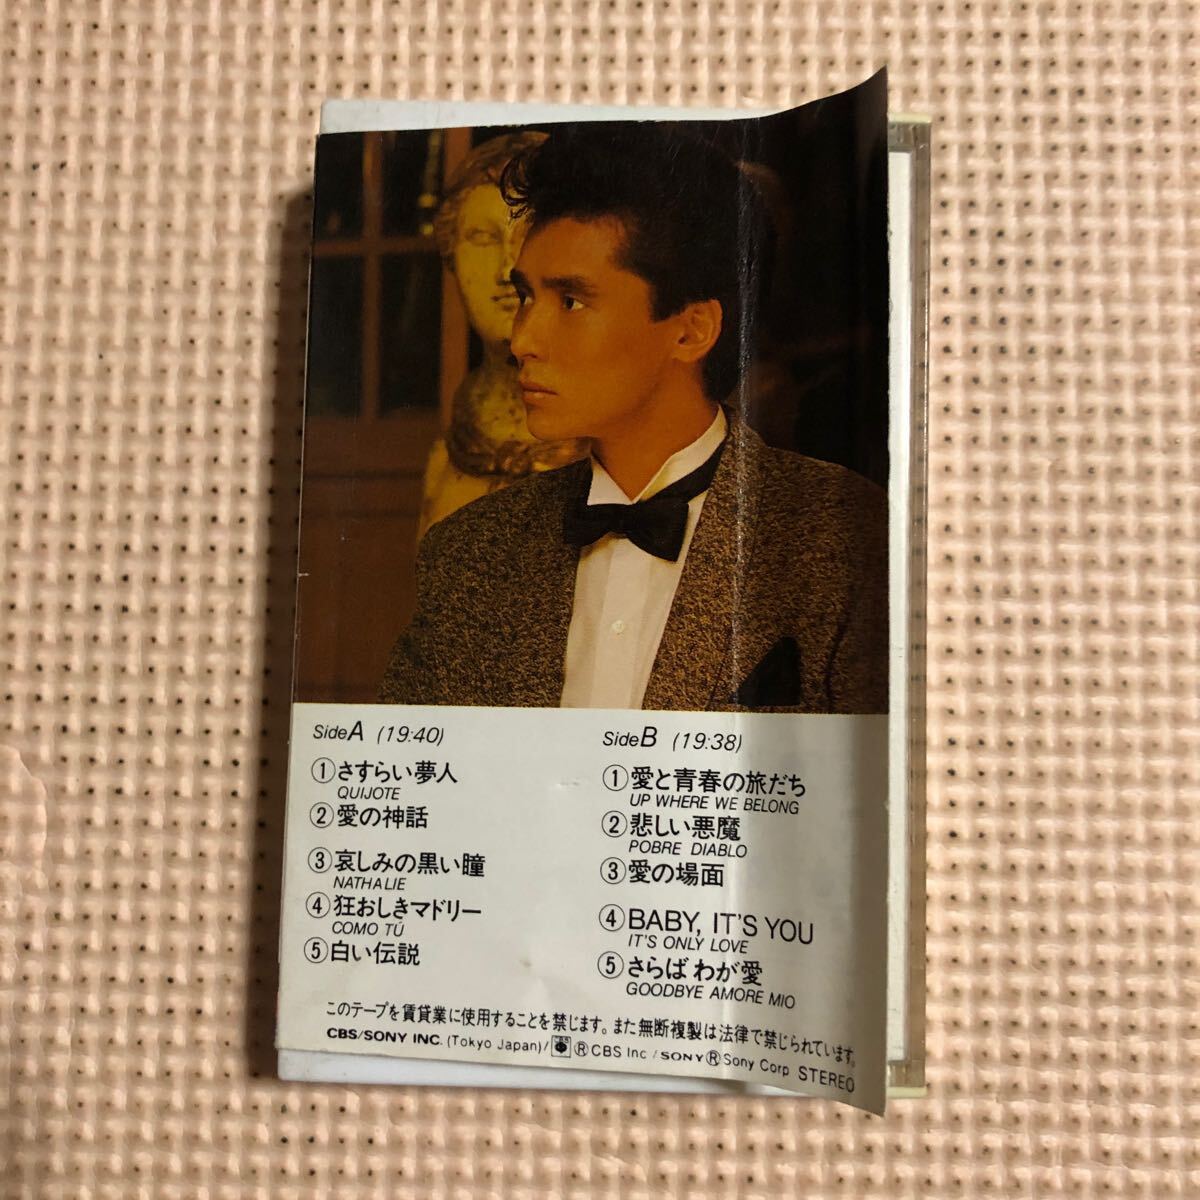 Side A (19:40)
①さすらい夢人
QUIJOTE
②愛の神話
③哀しみの黒い瞳
NATHALIE
④狂おしきマドリー
COMO TÚ
⑤白い伝説
Side B (19:38)
①愛と青春の旅だち
UP WHERE WE BELONG
②悲しい悪魔
POBRE DIABLO
③愛の場面
④BABY, IT'S YOU
IT'S ONLY LOVE
⑤さらば わが愛
GOODBYE AMORE MIO
このテープを賃貸業に使用することを禁じます。また無断複製は法律で禁じられています。
CBS/SONY INC. (Tokyo Japan)/ ⓇCBS Inc / SONY ⓇSony Corp STEREO